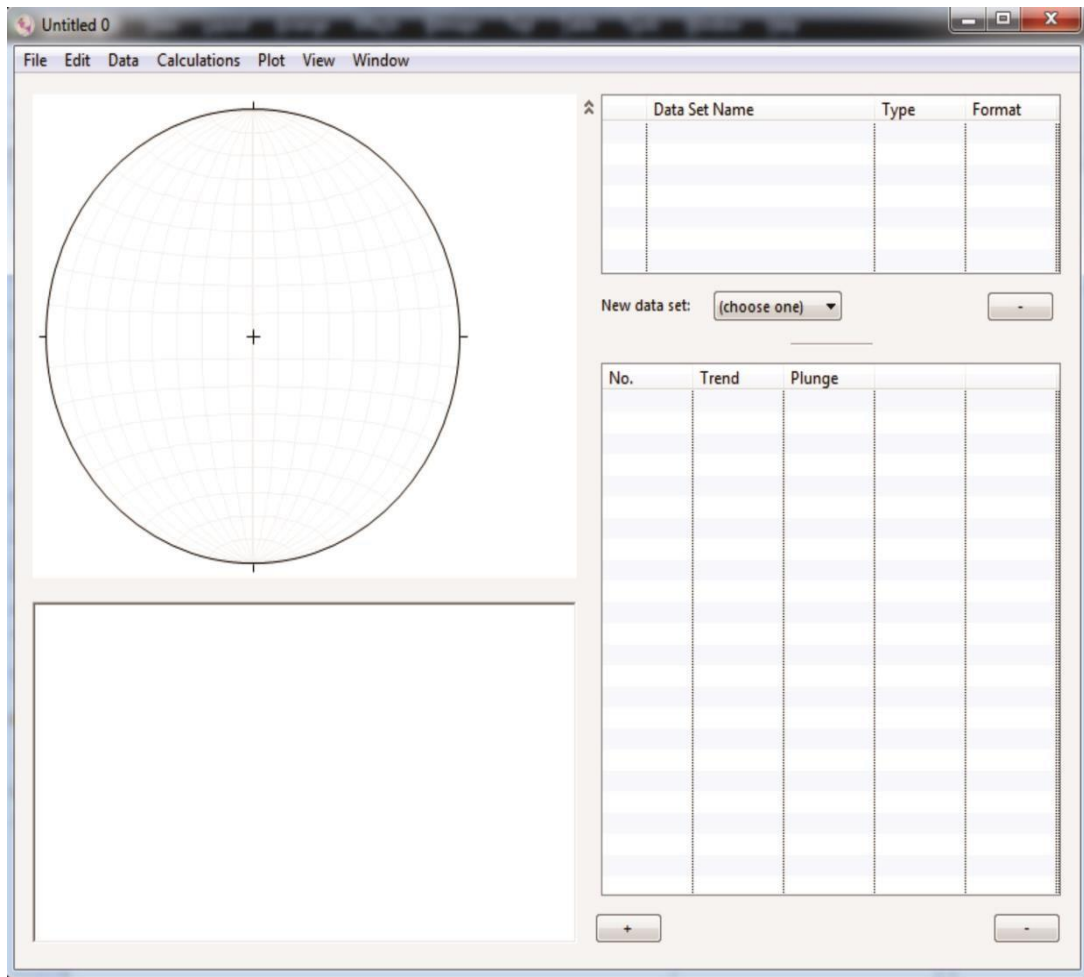 Untitled 0
File Edit Data Calculations Plot View Window
Data Set Name Type Format
New data set: (choose one) -
No. Trend Plunge
+ -